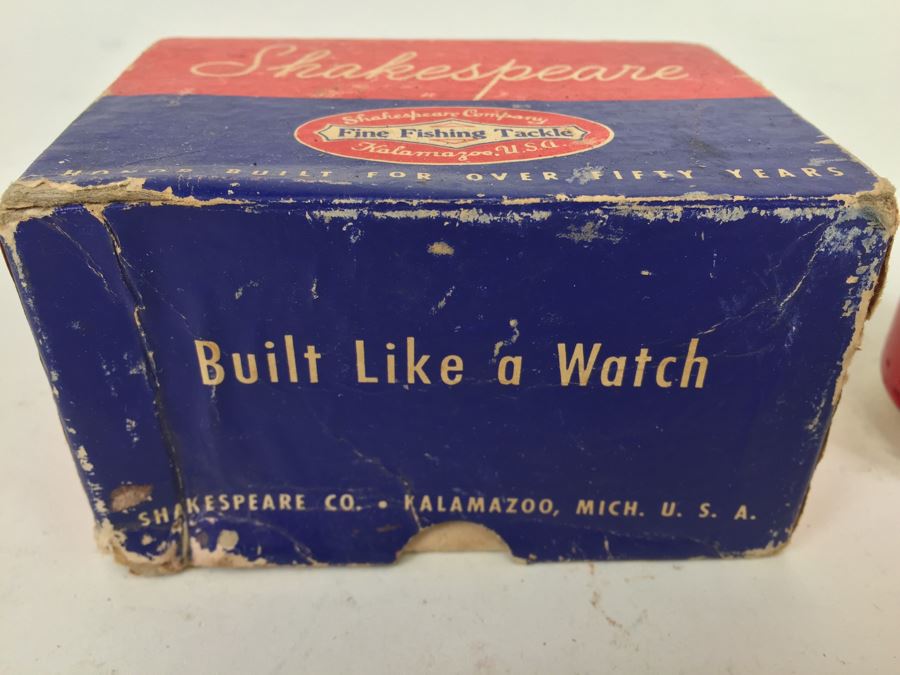 Shakespeare
Shakespeare Company
Fine Fishing Tackle
Kalamazoo, U.S.A.
HONOR BUILT FOR OVER FIFTY YEARS
Built Like a Watch
SHAKESPEARE CO. • KALAMAZOO, MICH. U. S. A.